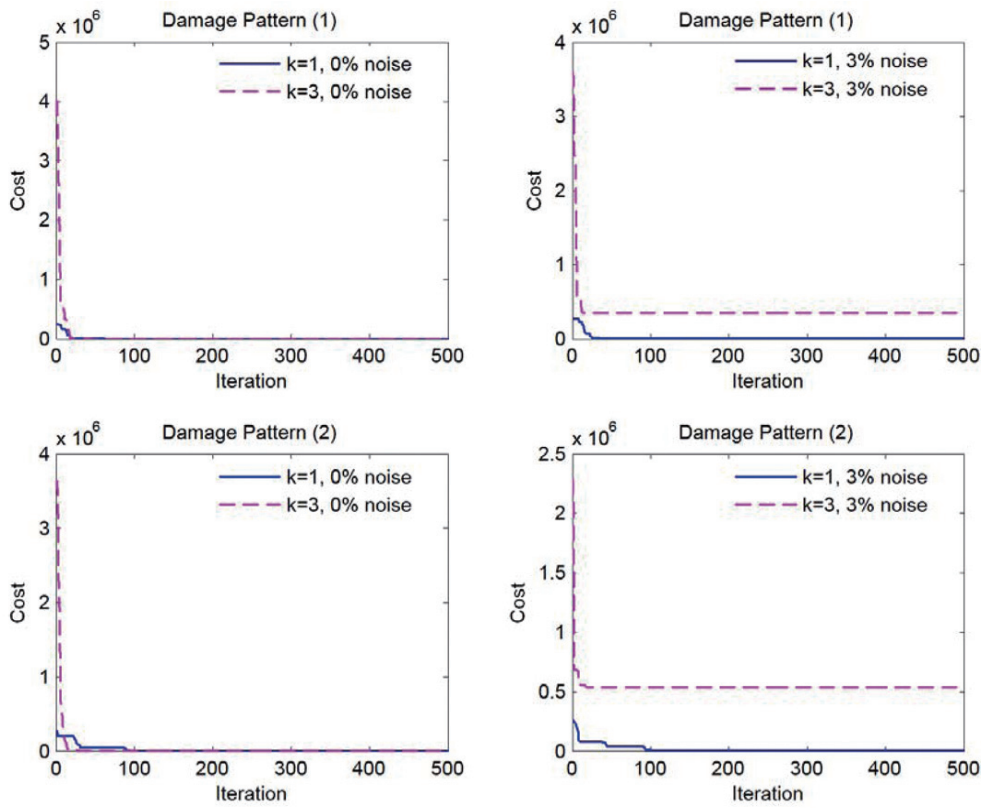 x 10^6
Damage Pattern (1)
5
4
3
2
1
0
Cost
k=1, 0% noise
k=3, 0% noise
0 100 200 300 400 500
Iteration
x 10^6
Damage Pattern (1)
4
3
2
1
0
Cost
k=1, 3% noise
k=3, 3% noise
0 100 200 300 400 500
Iteration
x 10^6
Damage Pattern (2)
4
3
2
1
0
Cost
k=1, 0% noise
k=3, 0% noise
0 100 200 300 400 500
Iteration
x 10^6
Damage Pattern (2)
2.5
2
1.5
1
0.5
0
Cost
k=1, 3% noise
k=3, 3% noise
0 100 200 300 400 500
Iteration